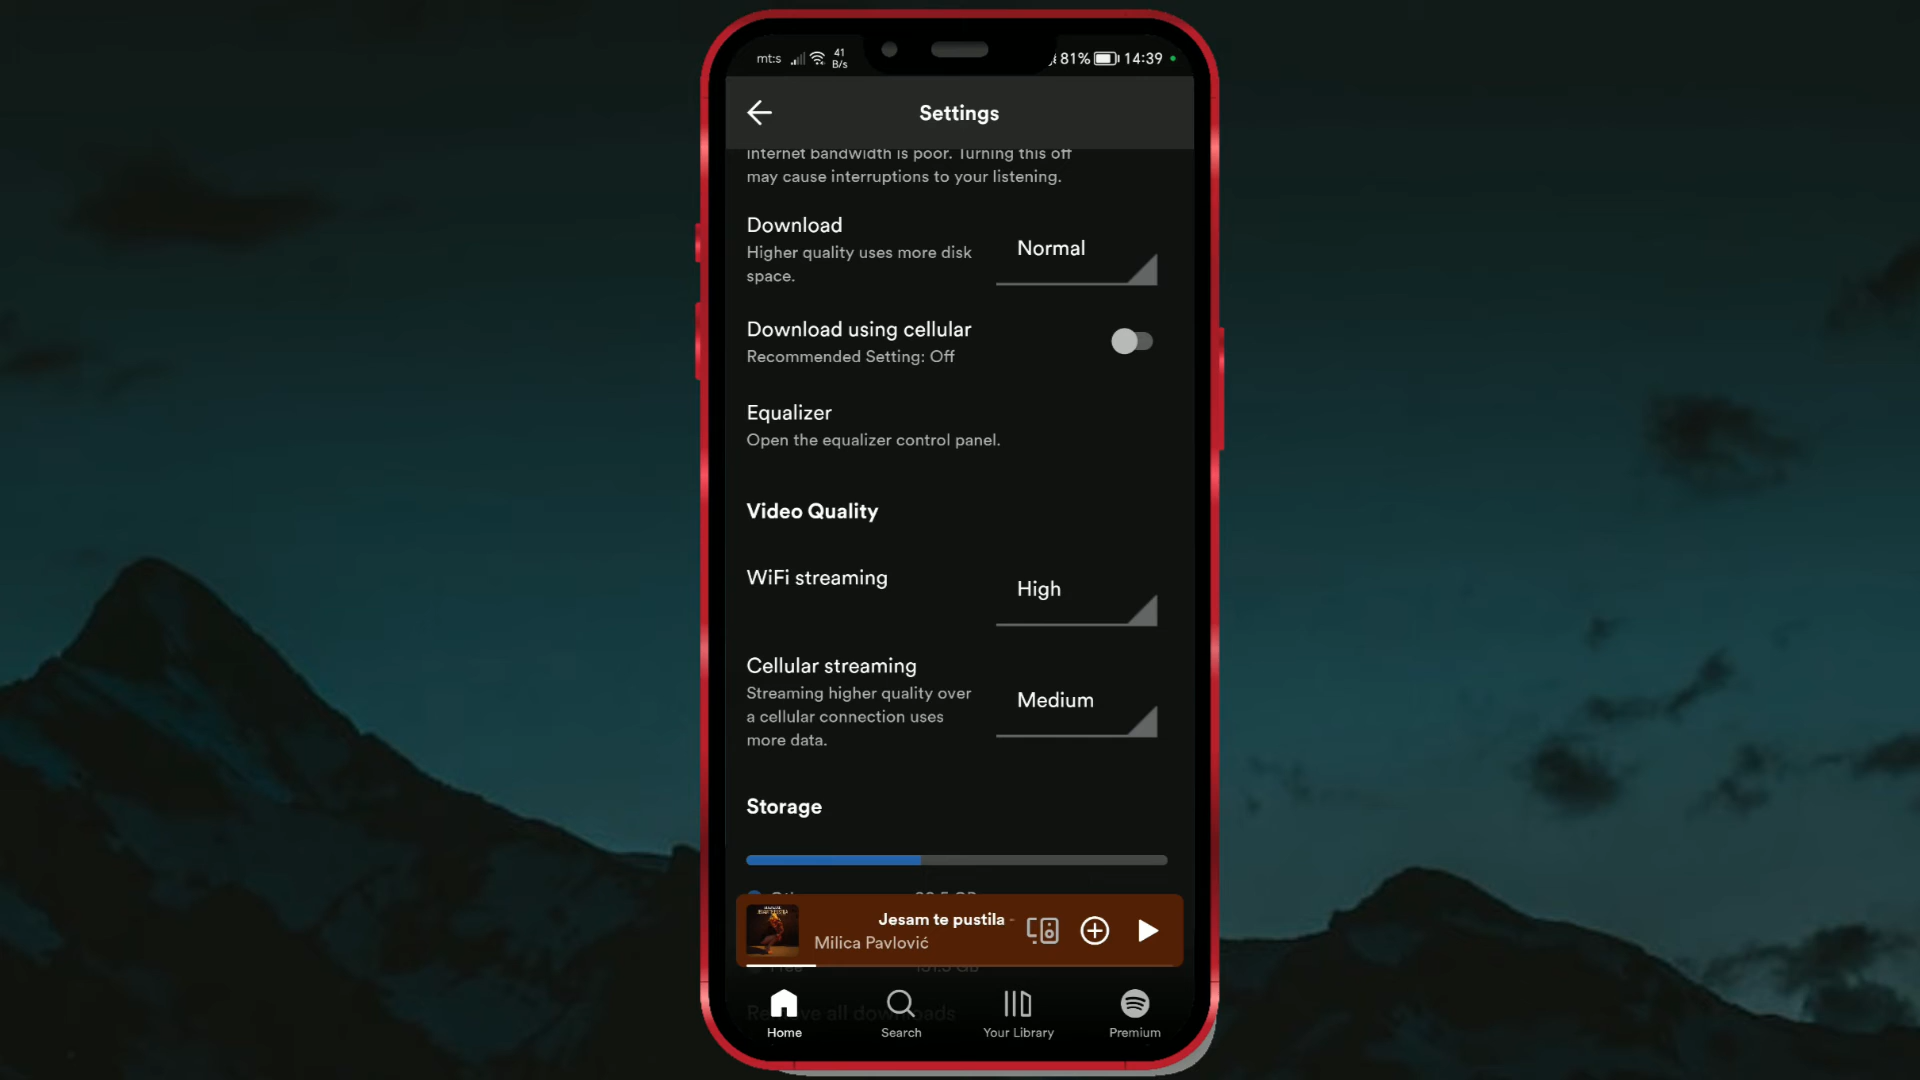 mt:s 41 B/s 81% 14:39
Settings
internet bandwidth is poor. Turning this off
may cause interruptions to your listening.
Download
Higher quality uses more disk
space.
Normal
Download using cellular
Recommended Setting: Off
Equalizer
Open the equalizer control panel.
Video Quality
WiFi streaming
High
Cellular streaming
Streaming higher quality over
a cellular connection uses
more data.
Medium
Storage
Jesam te pustila -
Milica Pavlović
Free
all downloads
Home
Search
Your Library
Premium